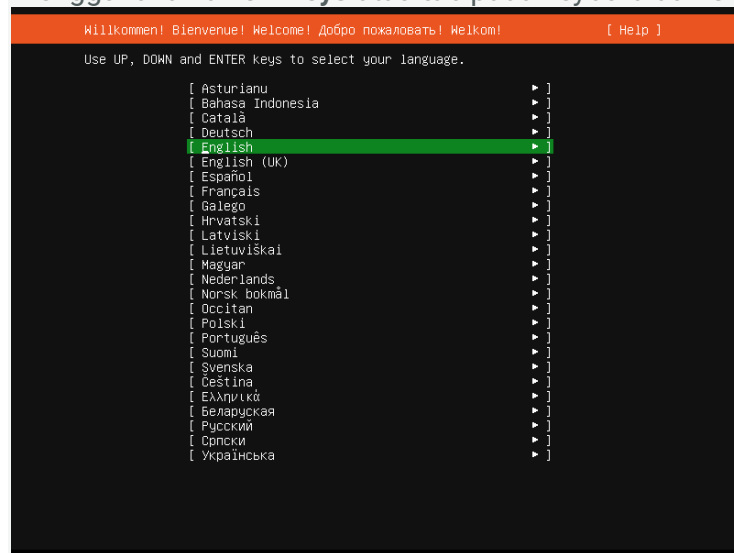 Willkommen! Bienvenue! Welcome! Добро пожаловать! Welkom! [ Help ]
Use UP, DOWN and ENTER keys to select your language.
[ Asturianu ► ]
[ Bahasa Indonesia ► ]
[ Català ► ]
[ Deutsch ► ]
[ English ► ]
[ English (UK) ► ]
[ Español ► ]
[ Français ► ]
[ Galego ► ]
[ Hrvatski ► ]
[ Latviski ► ]
[ Lietuviškai ► ]
[ Magyar ► ]
[ Nederlands ► ]
[ Norsk bokmål ► ]
[ Occitan ► ]
[ Polski ► ]
[ Português ► ]
[ Suomi ► ]
[ Svenska ► ]
[ Čeština ► ]
[ Ελληνικά ► ]
[ Беларуская ► ]
[ Русский ► ]
[ Српски ► ]
[ Українська ► ]